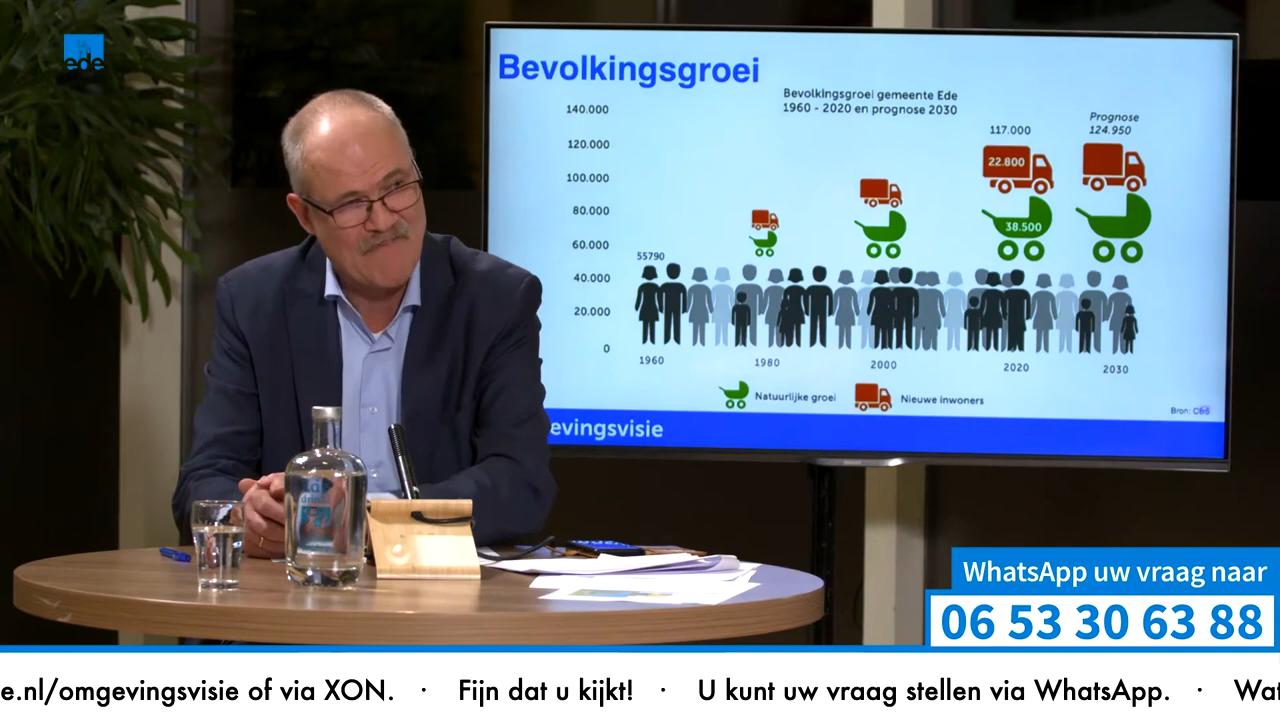 ede
Bevolkingsgroei
Bevolkingsgroei gemeente Ede
1960 - 2020 en prognose 2030
140.000
120.000
100.000
80.000
60.000
40.000
20.000
0
55790
117.000
22.800
38.500
Prognose
124.950
1960
1980
2000
2020
2030
Natuurlijke groei
Nieuwe inwoners
Bron:
evingsvisie
WhatsApp uw vraag naar
06 53 30 63 88
e.nl/omgevingsvisie of via XON. · Fijn dat u kijkt! · U kunt uw vraag stellen via WhatsApp. · Wat